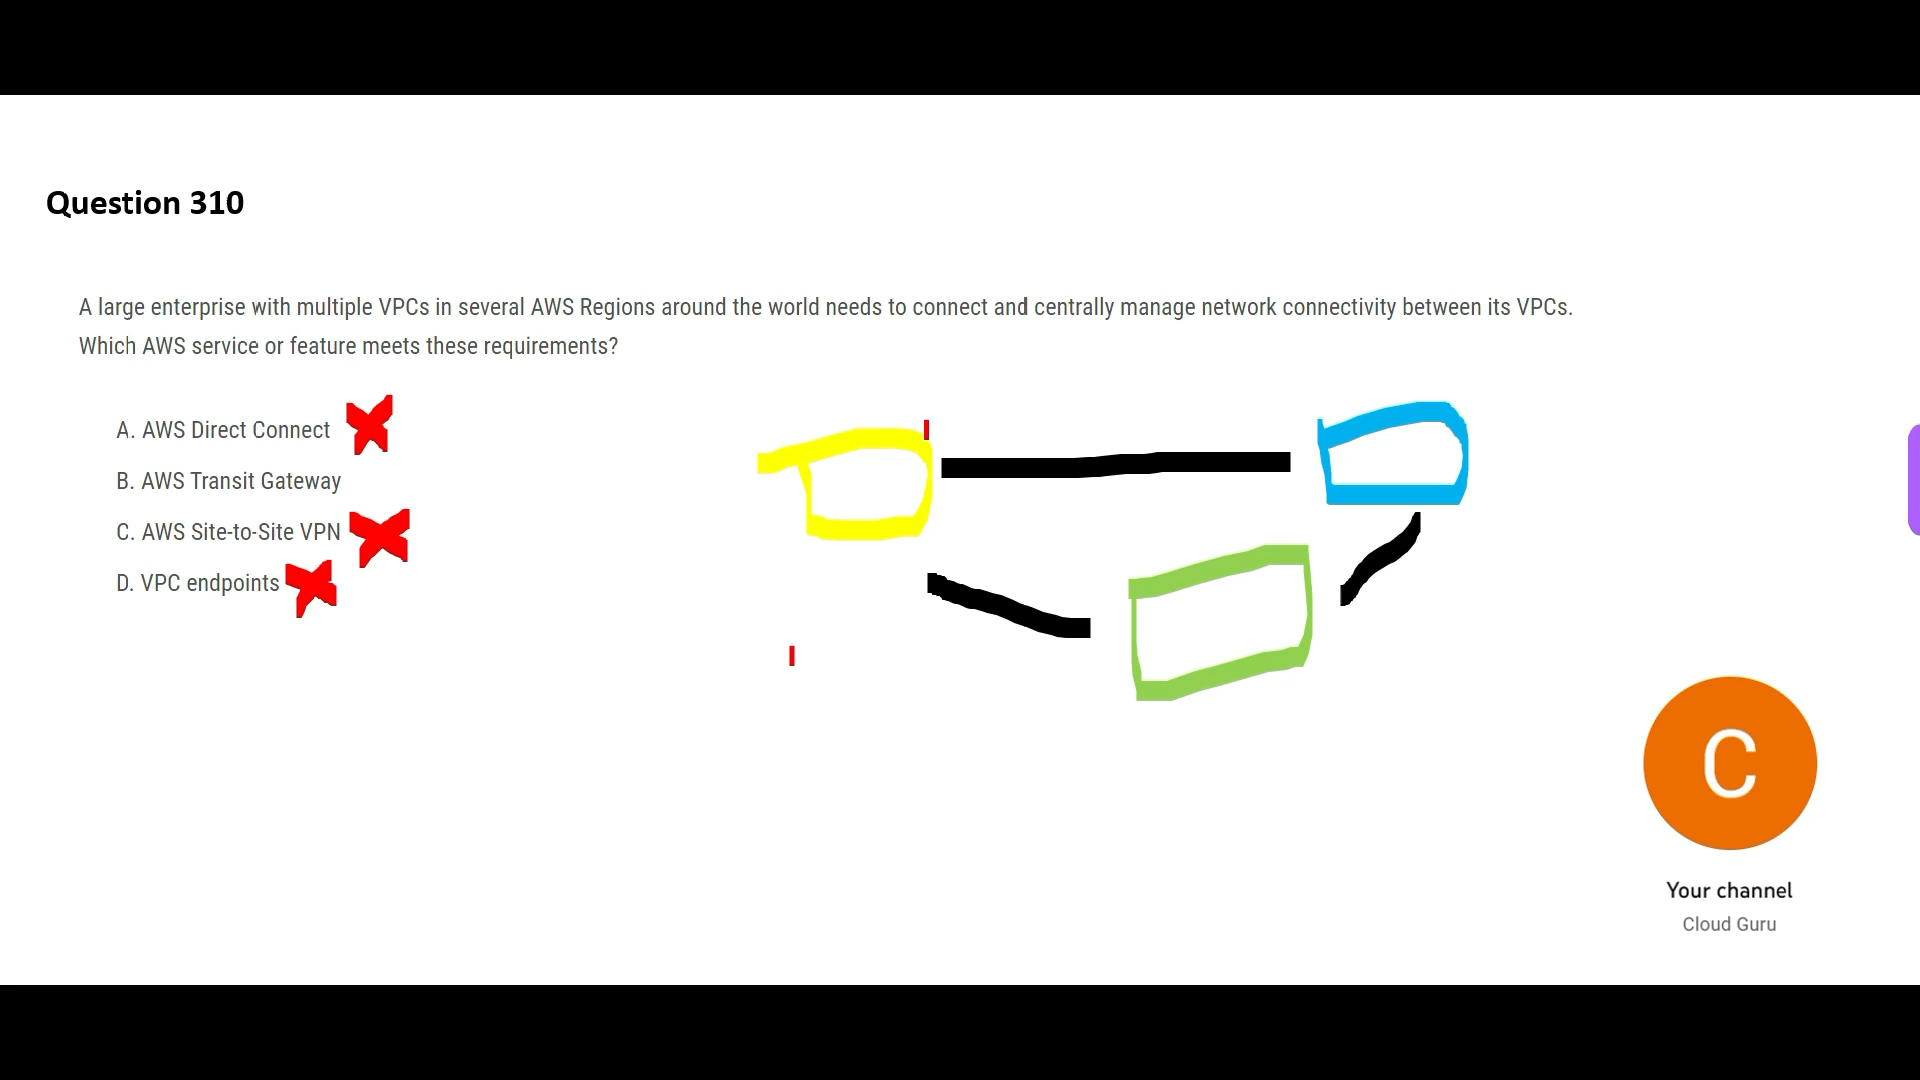 Question 310
A large enterprise with multiple VPCs in several AWS Regions around the world needs to connect and centrally manage network connectivity between its VPCs.
Which AWS service or feature meets these requirements?
A. AWS Direct Connect
B. AWS Transit Gateway
C. AWS Site-to-Site VPN
D. VPC endpoints
C
Your channel
Cloud Guru